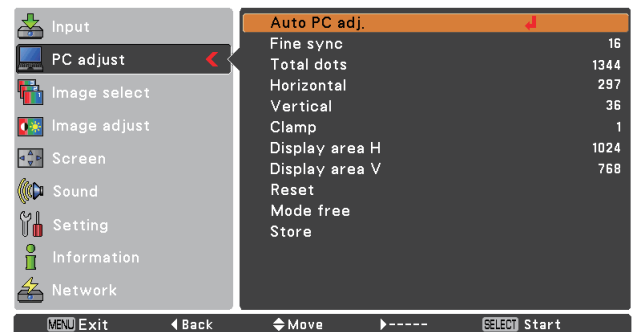 Input
PC adjust
Image select
Image adjust
Screen
Sound
Setting
Information
Network
Auto PC adj.
Fine sync 16
Total dots 1344
Horizontal 297
Vertical 36
Clamp 1
Display area H 1024
Display area V 768
Reset
Mode free
Store
MENU Exit Back Move ----- SELECT Start